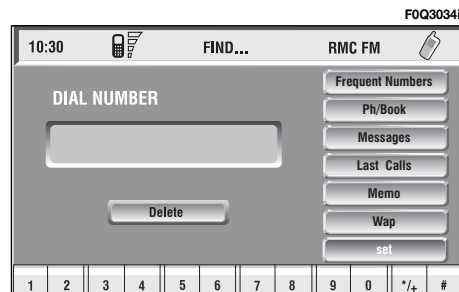 F0Q3034i
10:30 FIND... RMC FM
DIAL NUMBER
Delete
Frequent Numbers
Ph/Book
Messages
Last Calls
Memo
Wap
set
1 2 3 4 5 6 7 8 9 0 */+ #